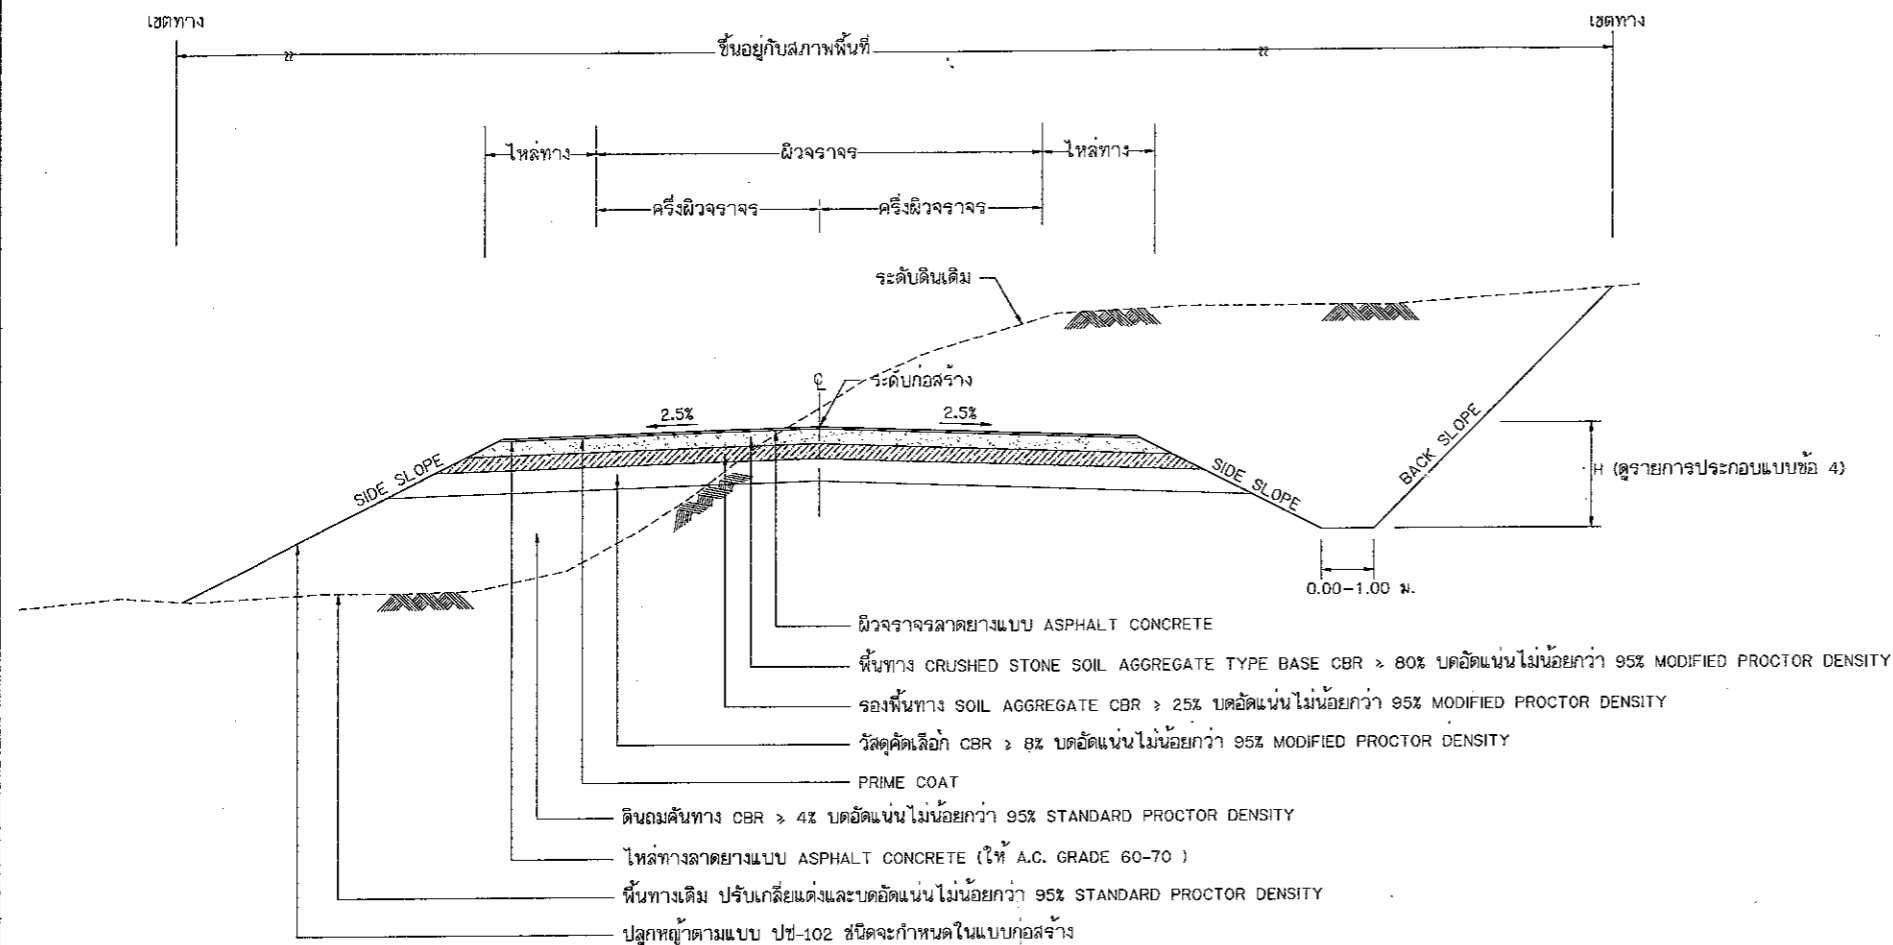 เขตทาง
เขตทาง
ขึ้นอยู่กับสภาพพื้นที่
ไหล่ทาง
ผิวจราจร
ไหล่ทาง
ครึ่งผิวจราจร
ครึ่งผิวจราจร
ระดับดินเดิม
ระดับก่อสร้าง
2.5%
2.5%
SIDE SLOPE
SIDE SLOPE
BACK SLOPE
H (ดูรายการประกอบแบบข้อ 4)
0.00-1.00 ม.
ผิวจราจรลาดยางแบบ ASPHALT CONCRETE
พื้นทาง CRUSHED STONE SOIL AGGREGATE TYPE BASE CBR ⩾ 80% บดอัดแน่นไม่น้อยกว่า 95% MODIFIED PROCTOR DENSITY
รองพื้นทาง SOIL AGGREGATE CBR ⩾ 25% บดอัดแน่นไม่น้อยกว่า 95% MODIFIED PROCTOR DENSITY
วัสดุคัดเลือก CBR ⩾ 8% บดอัดแน่นไม่น้อยกว่า 95% MODIFIED PROCTOR DENSITY
PRIME COAT
ดินถมคันทาง CBR ⩾ 4% บดอัดแน่นไม่น้อยกว่า 95% STANDARD PROCTOR DENSITY
ไหล่ทางลาดยางแบบ ASPHALT CONCRETE (ให้ A.C. GRADE 60-70 )
พื้นทางเดิม ปรับเกลี่ยแต่งและบดอัดแน่นไม่น้อยกว่า 95% STANDARD PROCTOR DENSITY
ปลูกหญ้าตามแบบ ปช-102 ชนิดจะกำหนดในแบบก่อสร้าง